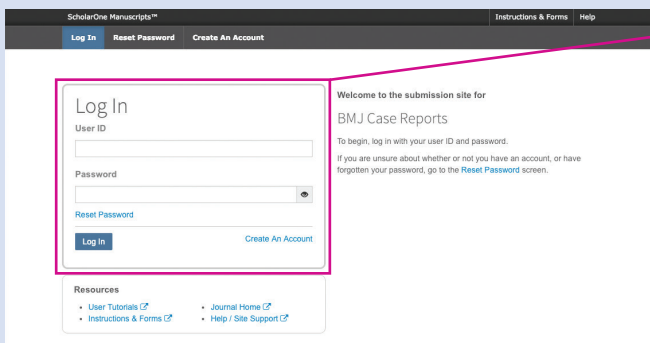 ScholarOne Manuscripts™ Instructions & Forms Help
Log In Reset Password Create An Account
Log In
User ID
Password
Reset Password
Log In Create An Account
Resources
• User Tutorials
• Instructions & Forms
• Journal Home
• Help / Site Support
Welcome to the submission site for
BMJ Case Reports
To begin, log in with your user ID and password.
If you are unsure about whether or not you have an account, or have
forgotten your password, go to the Reset Password screen.